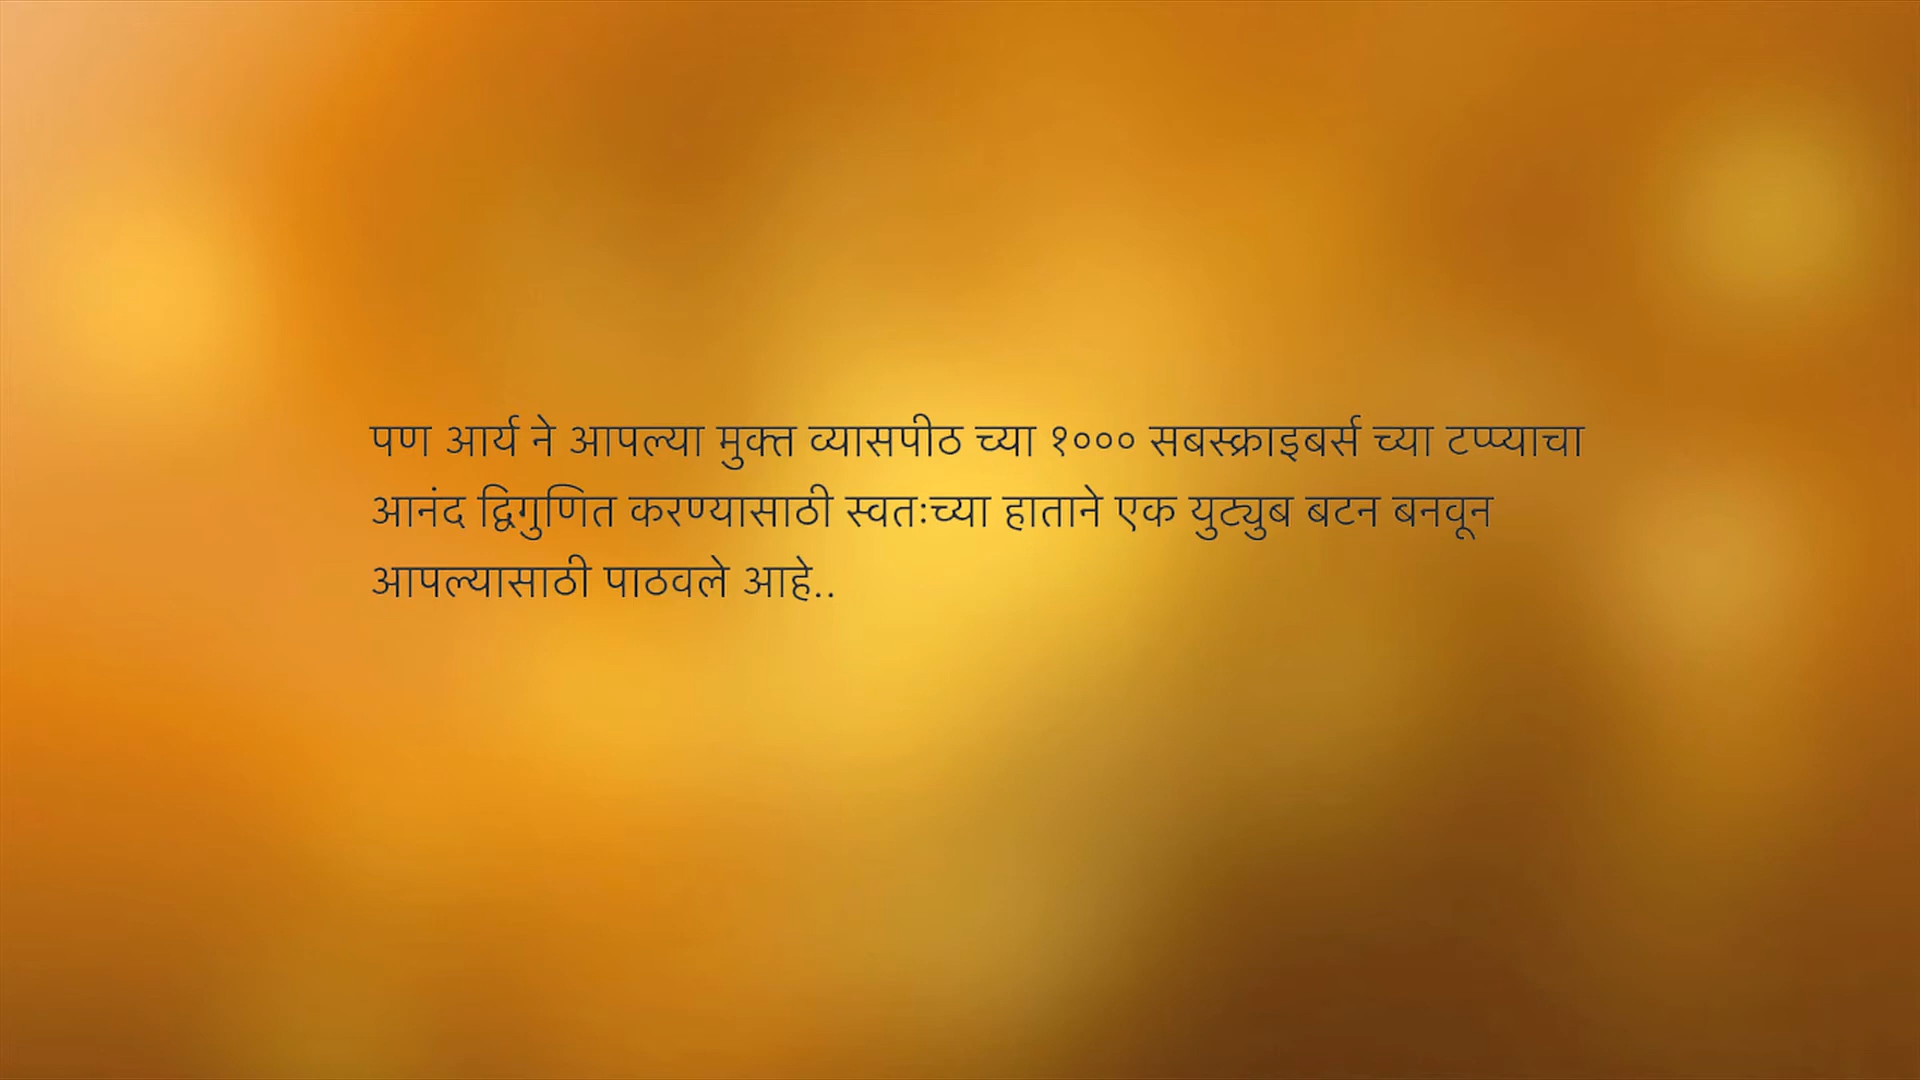 पण आर्य ने आपल्या मुक्त व्यासपीठ च्या १००० सबस्क्राइबर्स च्या टप्प्याचा
आनंद द्विगुणित करण्यासाठी स्वतःच्या हाताने एक युट्युब बटन बनवून
आपल्यासाठी पाठवले आहे..